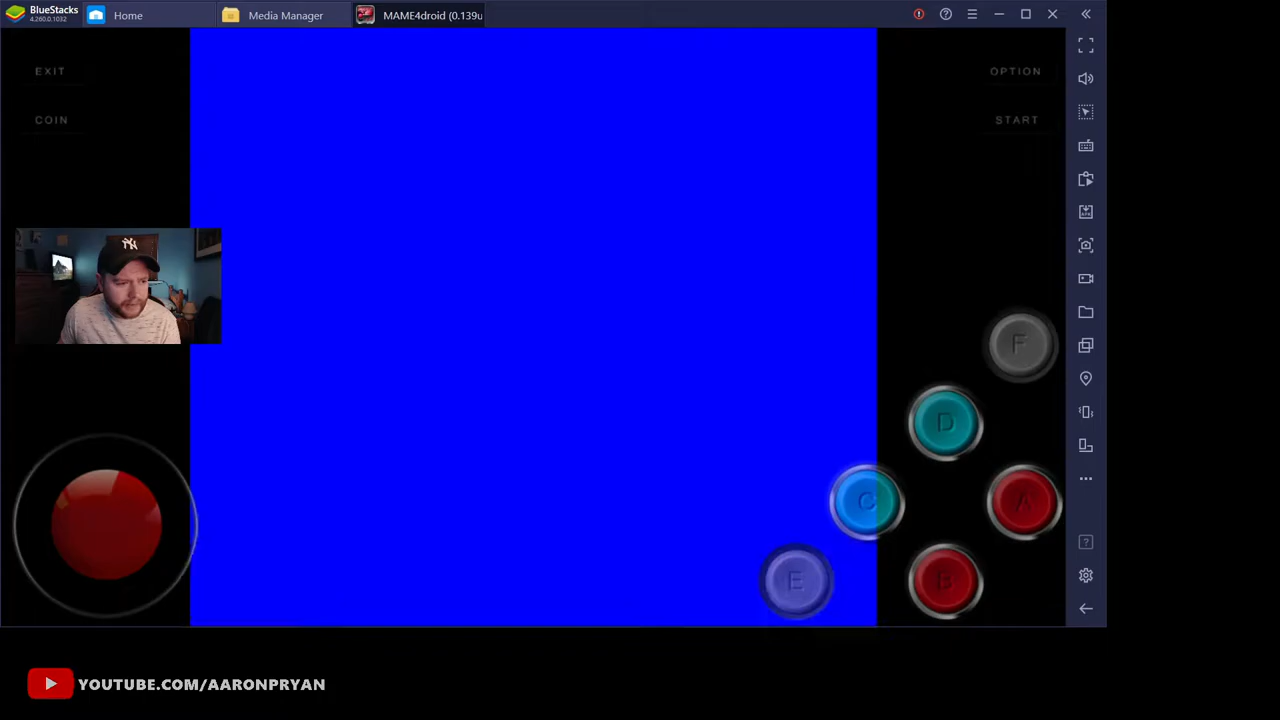 BlueStacks
4.260.0.1032
Home
Media Manager
MAME4droid (0.139u
EXIT
OPTION
COIN
START
F
D
C
A
E
B
YOUTUBE.COM/AARONPRYAN